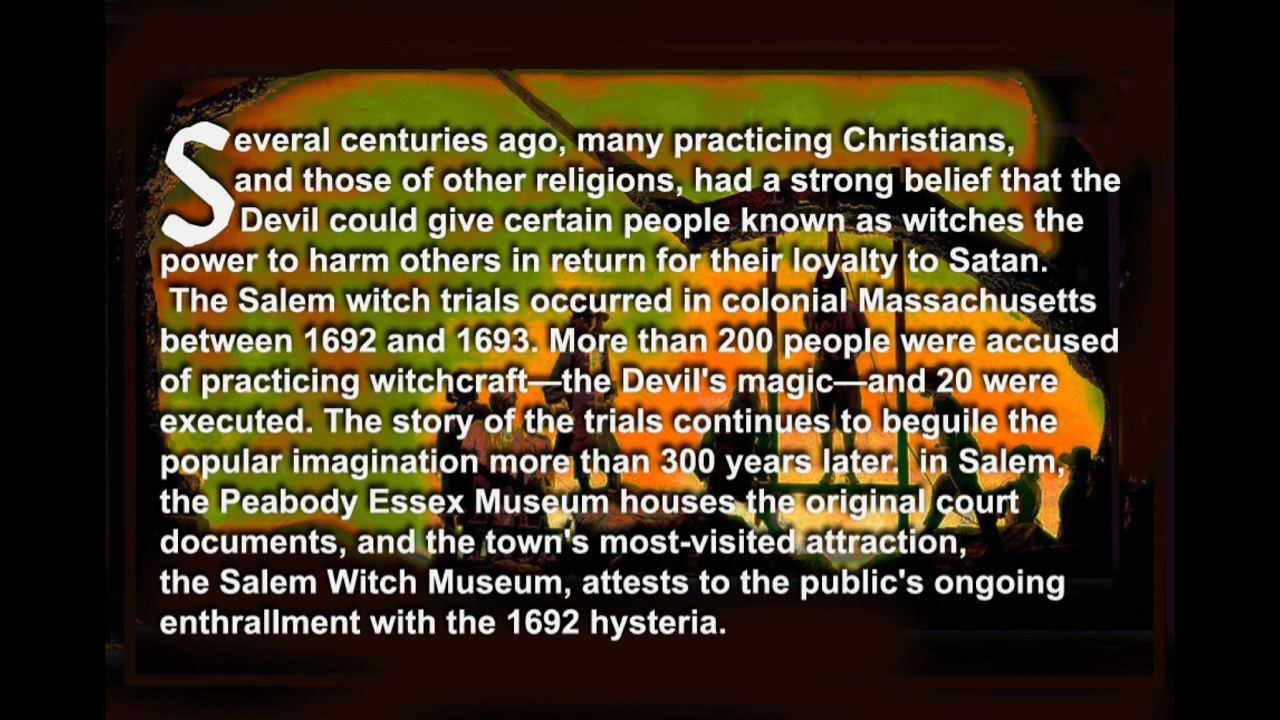 Several centuries ago, many practicing Christians,
and those of other religions, had a strong belief that the
Devil could give certain people known as witches the
power to harm others in return for their loyalty to Satan.
The Salem witch trials occurred in colonial Massachusetts
between 1692 and 1693. More than 200 people were accused
of practicing witchcraft—the Devil's magic—and 20 were
executed. The story of the trials continues to beguile the
popular imagination more than 300 years later.  in Salem,
the Peabody Essex Museum houses the original court
documents, and the town's most-visited attraction,
the Salem Witch Museum, attests to the public's ongoing
enthrallment with the 1692 hysteria.